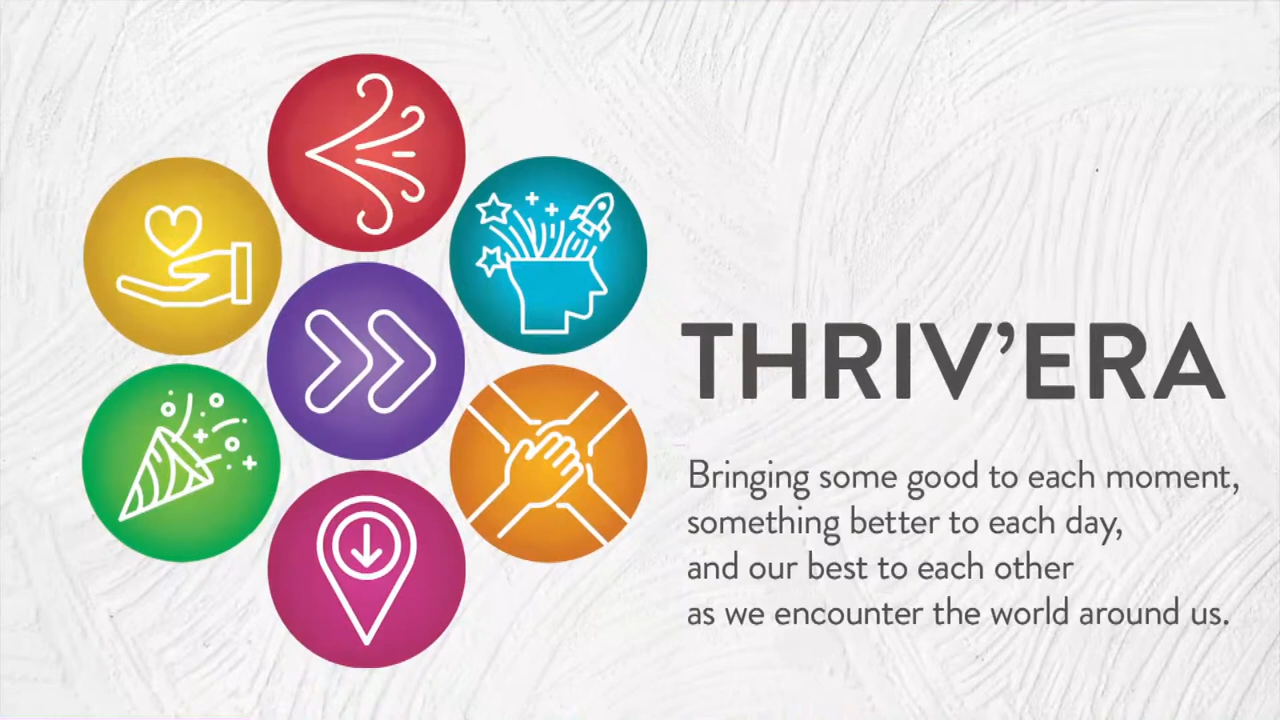 THRIV’ERA
Bringing some good to each moment,
something better to each day,
and our best to each other
as we encounter the world around us.